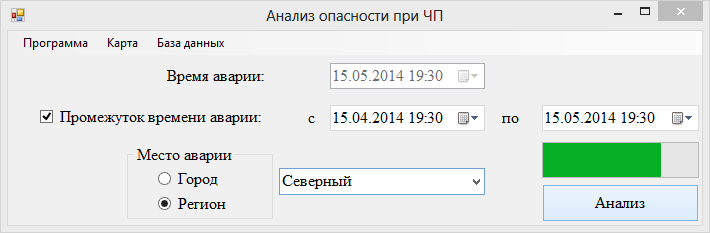 Анализ опасности при ЧП
Программа Карта База данных
Время аварии: 15.05.2014 19:30
Промежуток времени аварии: с 15.04.2014 19:30 по 15.05.2014 19:30
Место аварии
Город
Северный
Регион
Анализ